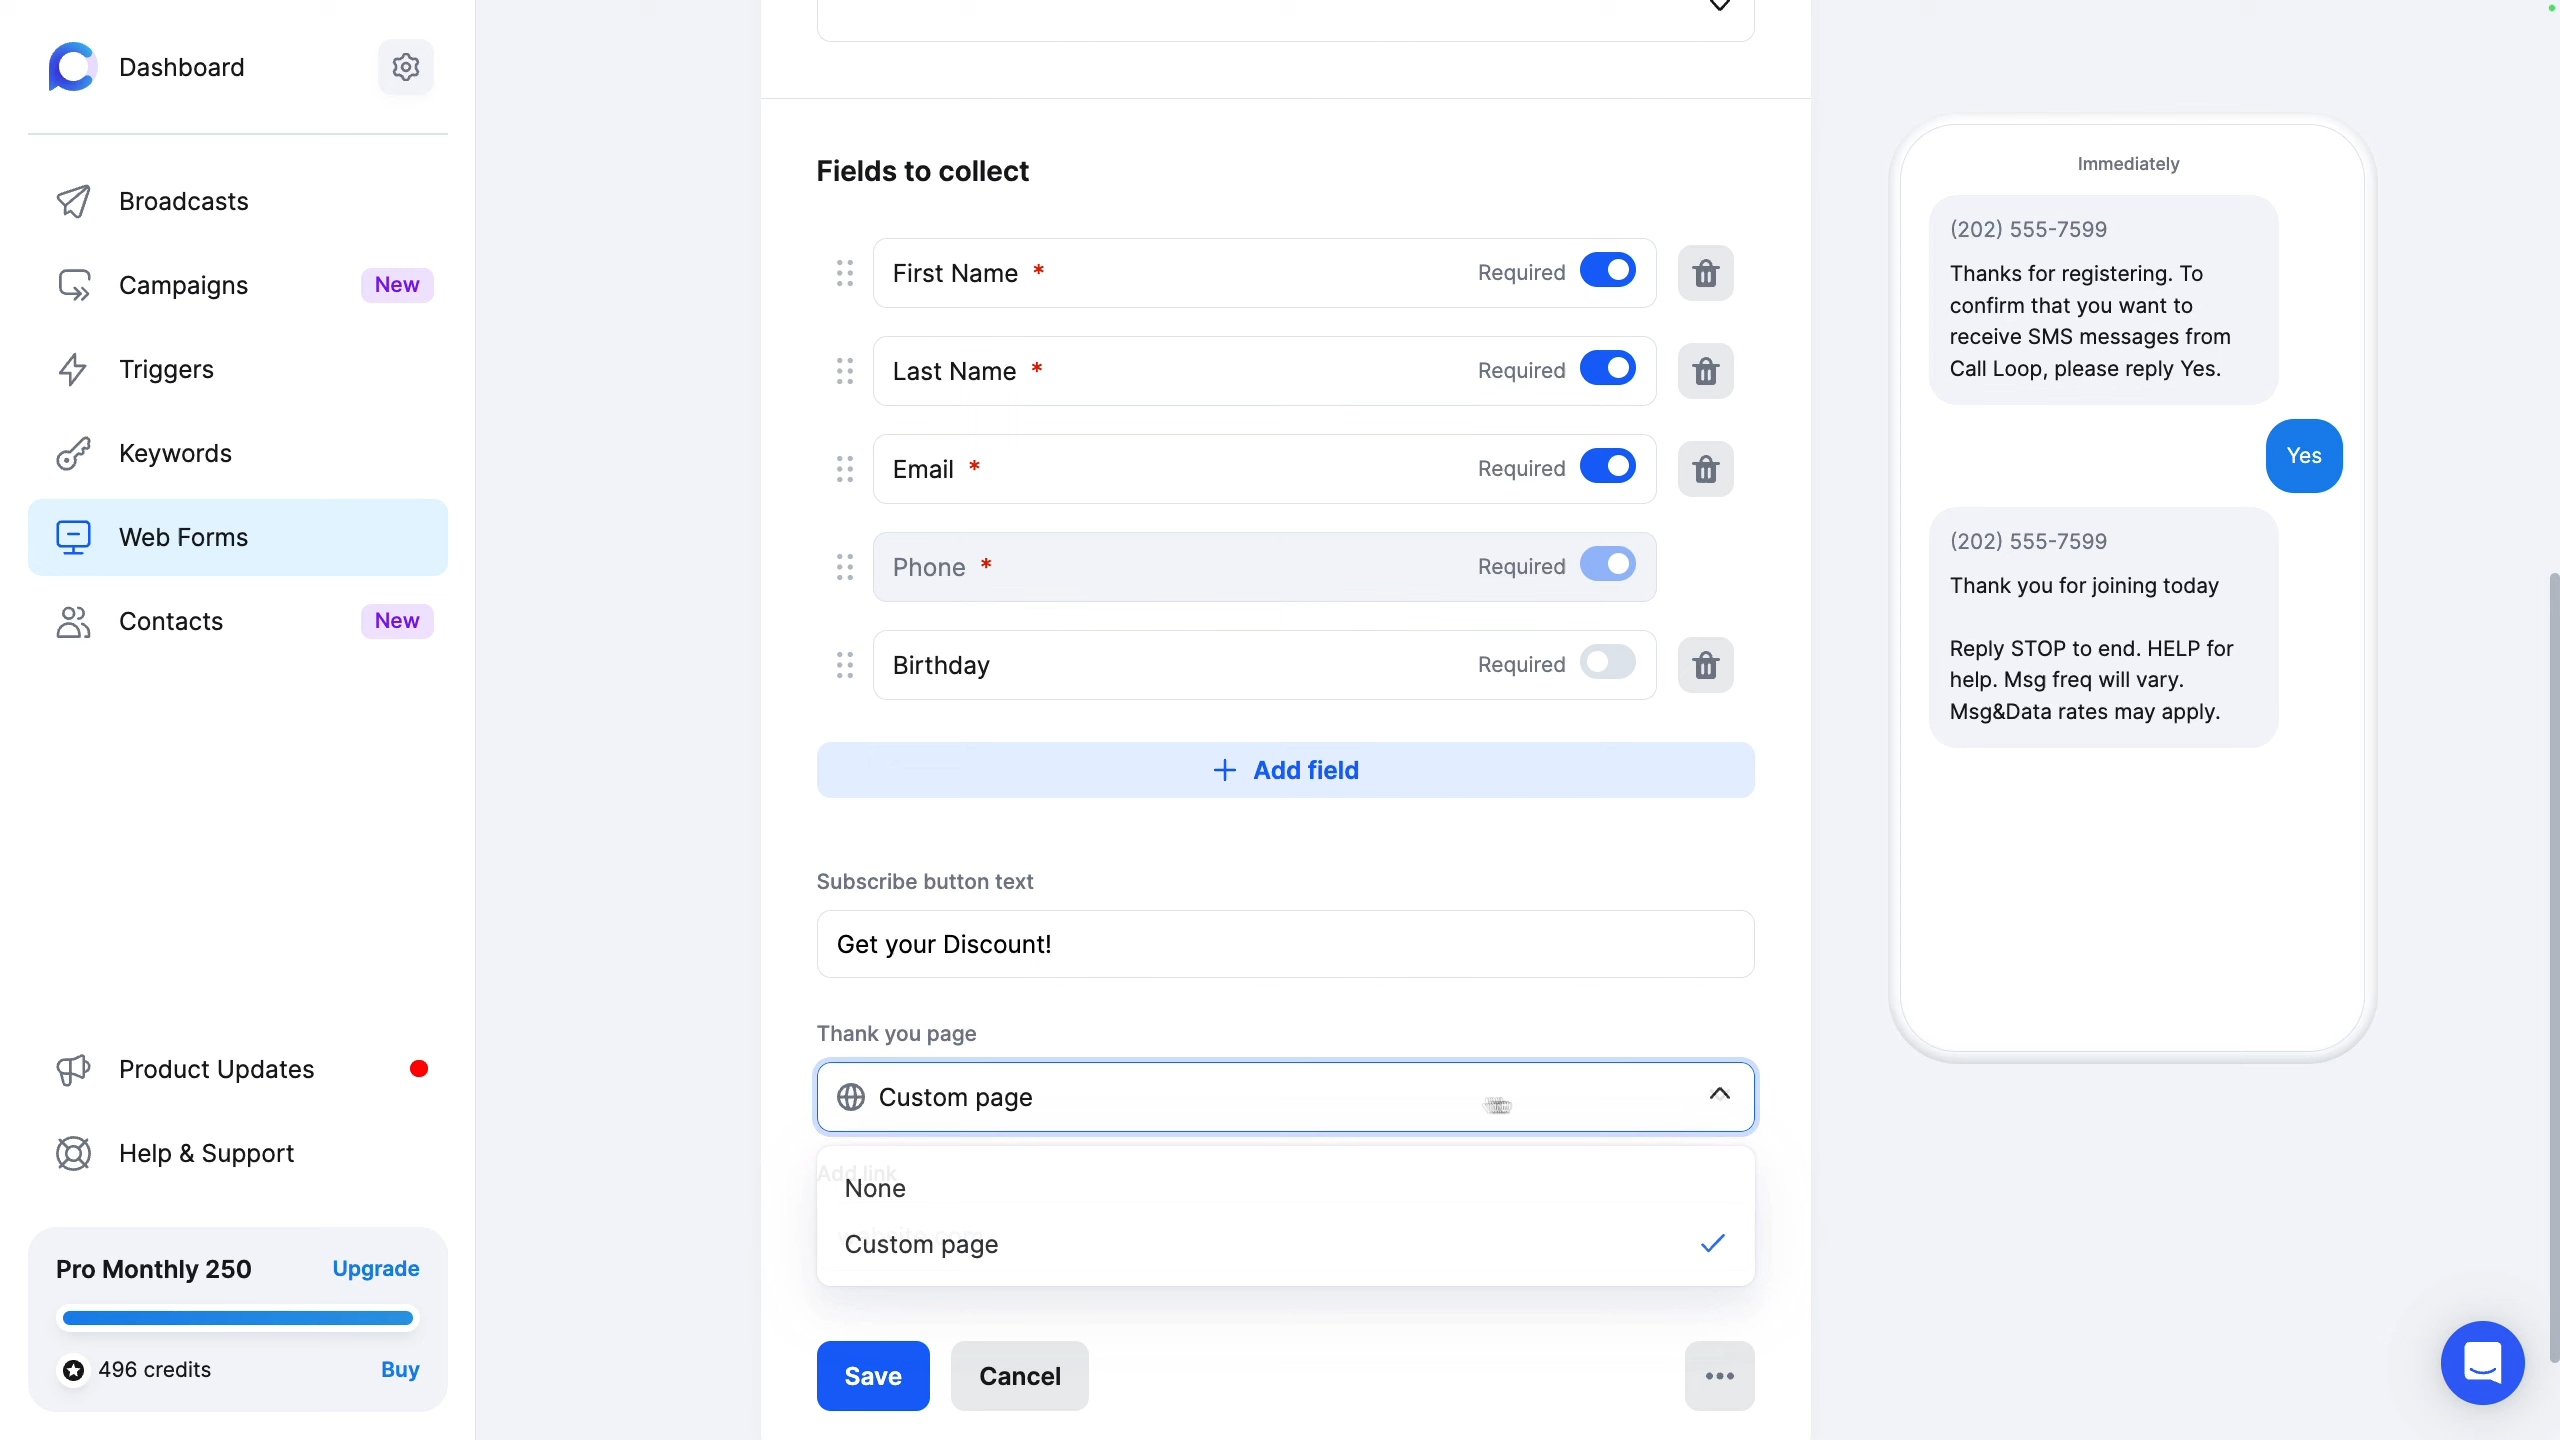 Dashboard
Broadcasts
Campaigns New
Triggers
Keywords
Web Forms
Contacts New
Product Updates
Help & Support
Pro Monthly 250 Upgrade
496 credits Buy
Fields to collect
First Name * Required
Last Name * Required
Email * Required
Phone * Required
Birthday Required
+ Add field
Subscribe button text
Get your Discount!
Thank you page
Custom page
Add link
None
Custom page
Save Cancel
Immediately
(202) 555-7599
Thanks for registering. To
confirm that you want to
receive SMS messages from
Call Loop, please reply Yes.
Yes
(202) 555-7599
Thank you for joining today
Reply STOP to end. HELP for
help. Msg freq will vary.
Msg&Data rates may apply.